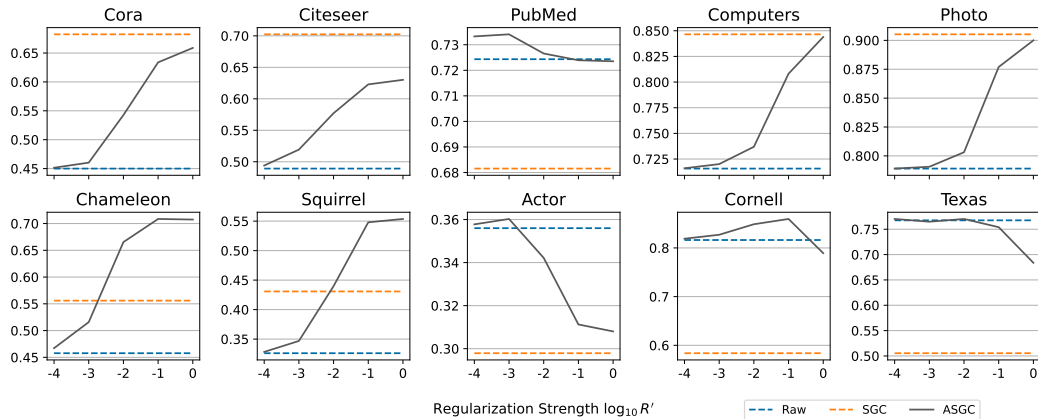 Cora Citeseer PubMed Computers Photo
0.65 0.60 0.55 0.50 0.45
0.70 0.65 0.60 0.55 0.50
0.73 0.72 0.71 0.70 0.69 0.68
0.850 0.825 0.800 0.775 0.750 0.725
0.900 0.875 0.850 0.825 0.800
Chameleon Squirrel Actor Cornell Texas
0.70 0.65 0.60 0.55 0.50 0.45
0.55 0.50 0.45 0.40 0.35
0.36 0.34 0.32 0.30
0.8 0.7 0.6
0.75 0.70 0.65 0.60 0.55 0.50
-4 -3 -2 -1 0 -4 -3 -2 -1 0 -4 -3 -2 -1 0 -4 -3 -2 -1 0 -4 -3 -2 -1 0
Regularization Strength log₁₀ R′
Raw SGC ASGC